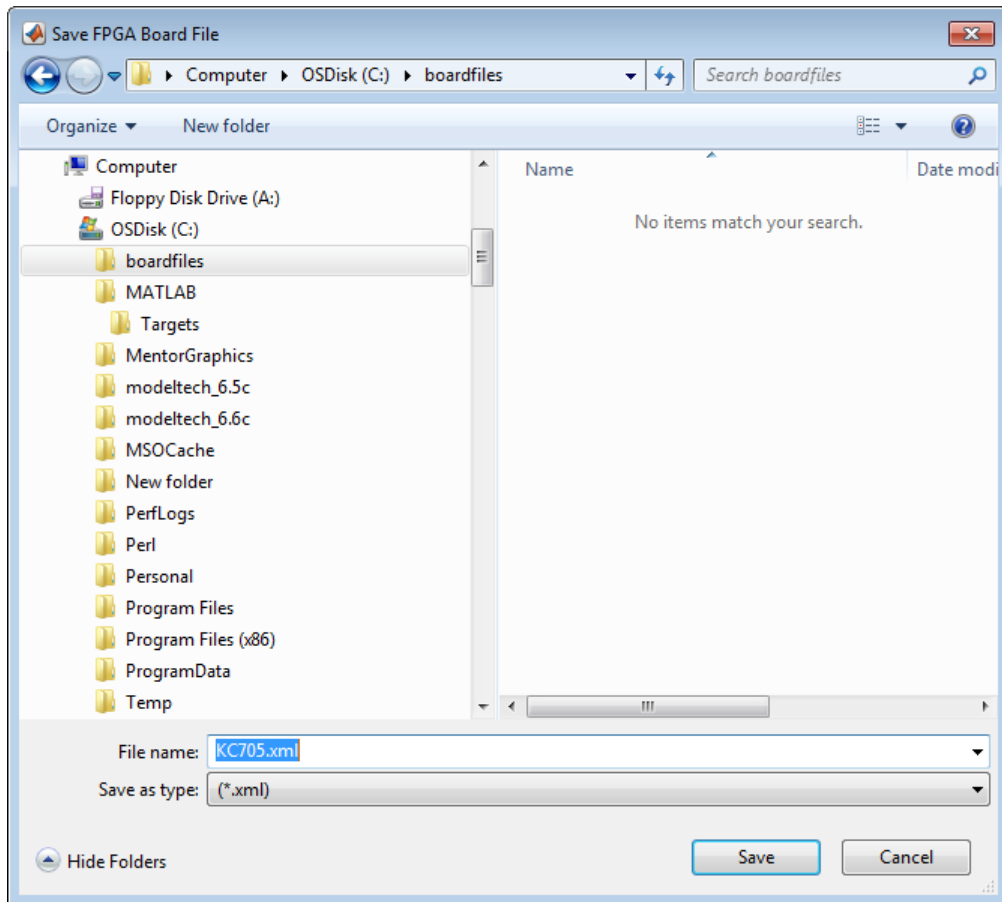 Save FPGA Board File
Computer OSDisk (C:) boardfiles Search boardfiles
Organize New folder
Computer
Floppy Disk Drive (A:)
OSDisk (C:)
boardfiles
MATLAB
Targets
MentorGraphics
modeltech_6.5c
modeltech_6.6c
MSOCache
New folder
PerfLogs
Perl
Personal
Program Files
Program Files (x86)
ProgramData
Temp
Name Date modi
No items match your search.
File name: KC705.xml
Save as type: (*.xml)
Hide Folders Save Cancel